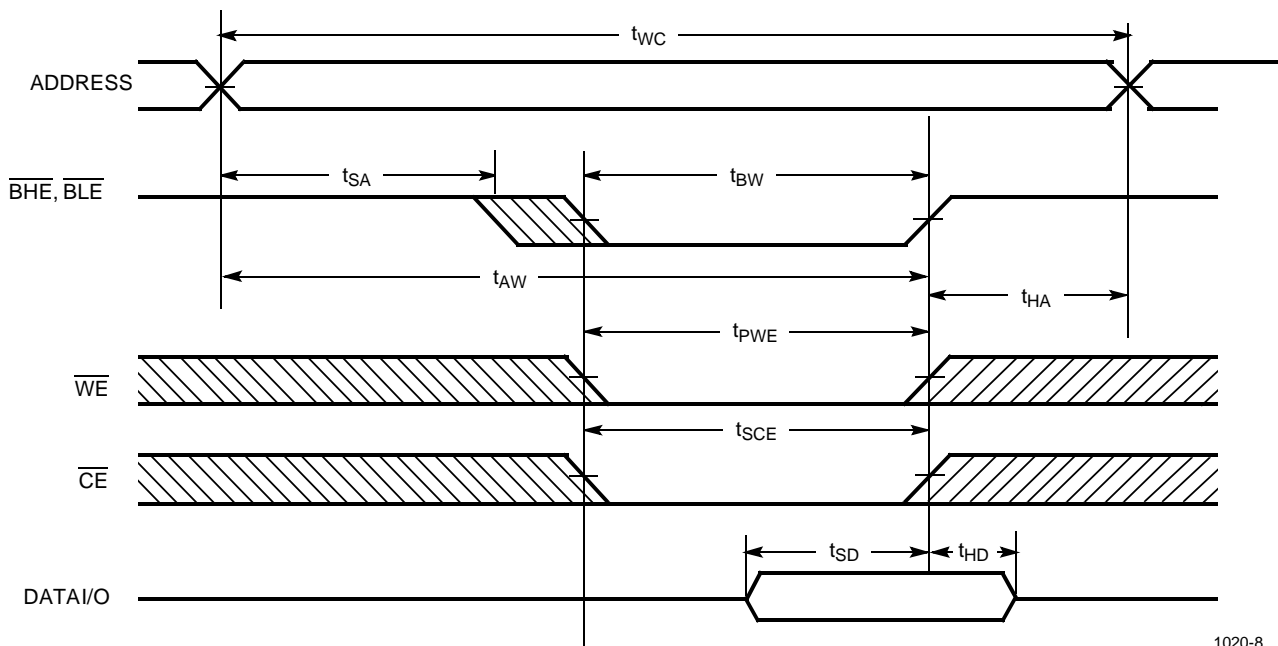 tWC
ADDRESS
tSA
tBW
BHE, BLE
tAW
tHA
tPWE
WE
tSCE
CE
tSD
tHD
DATAI/O
1020-8